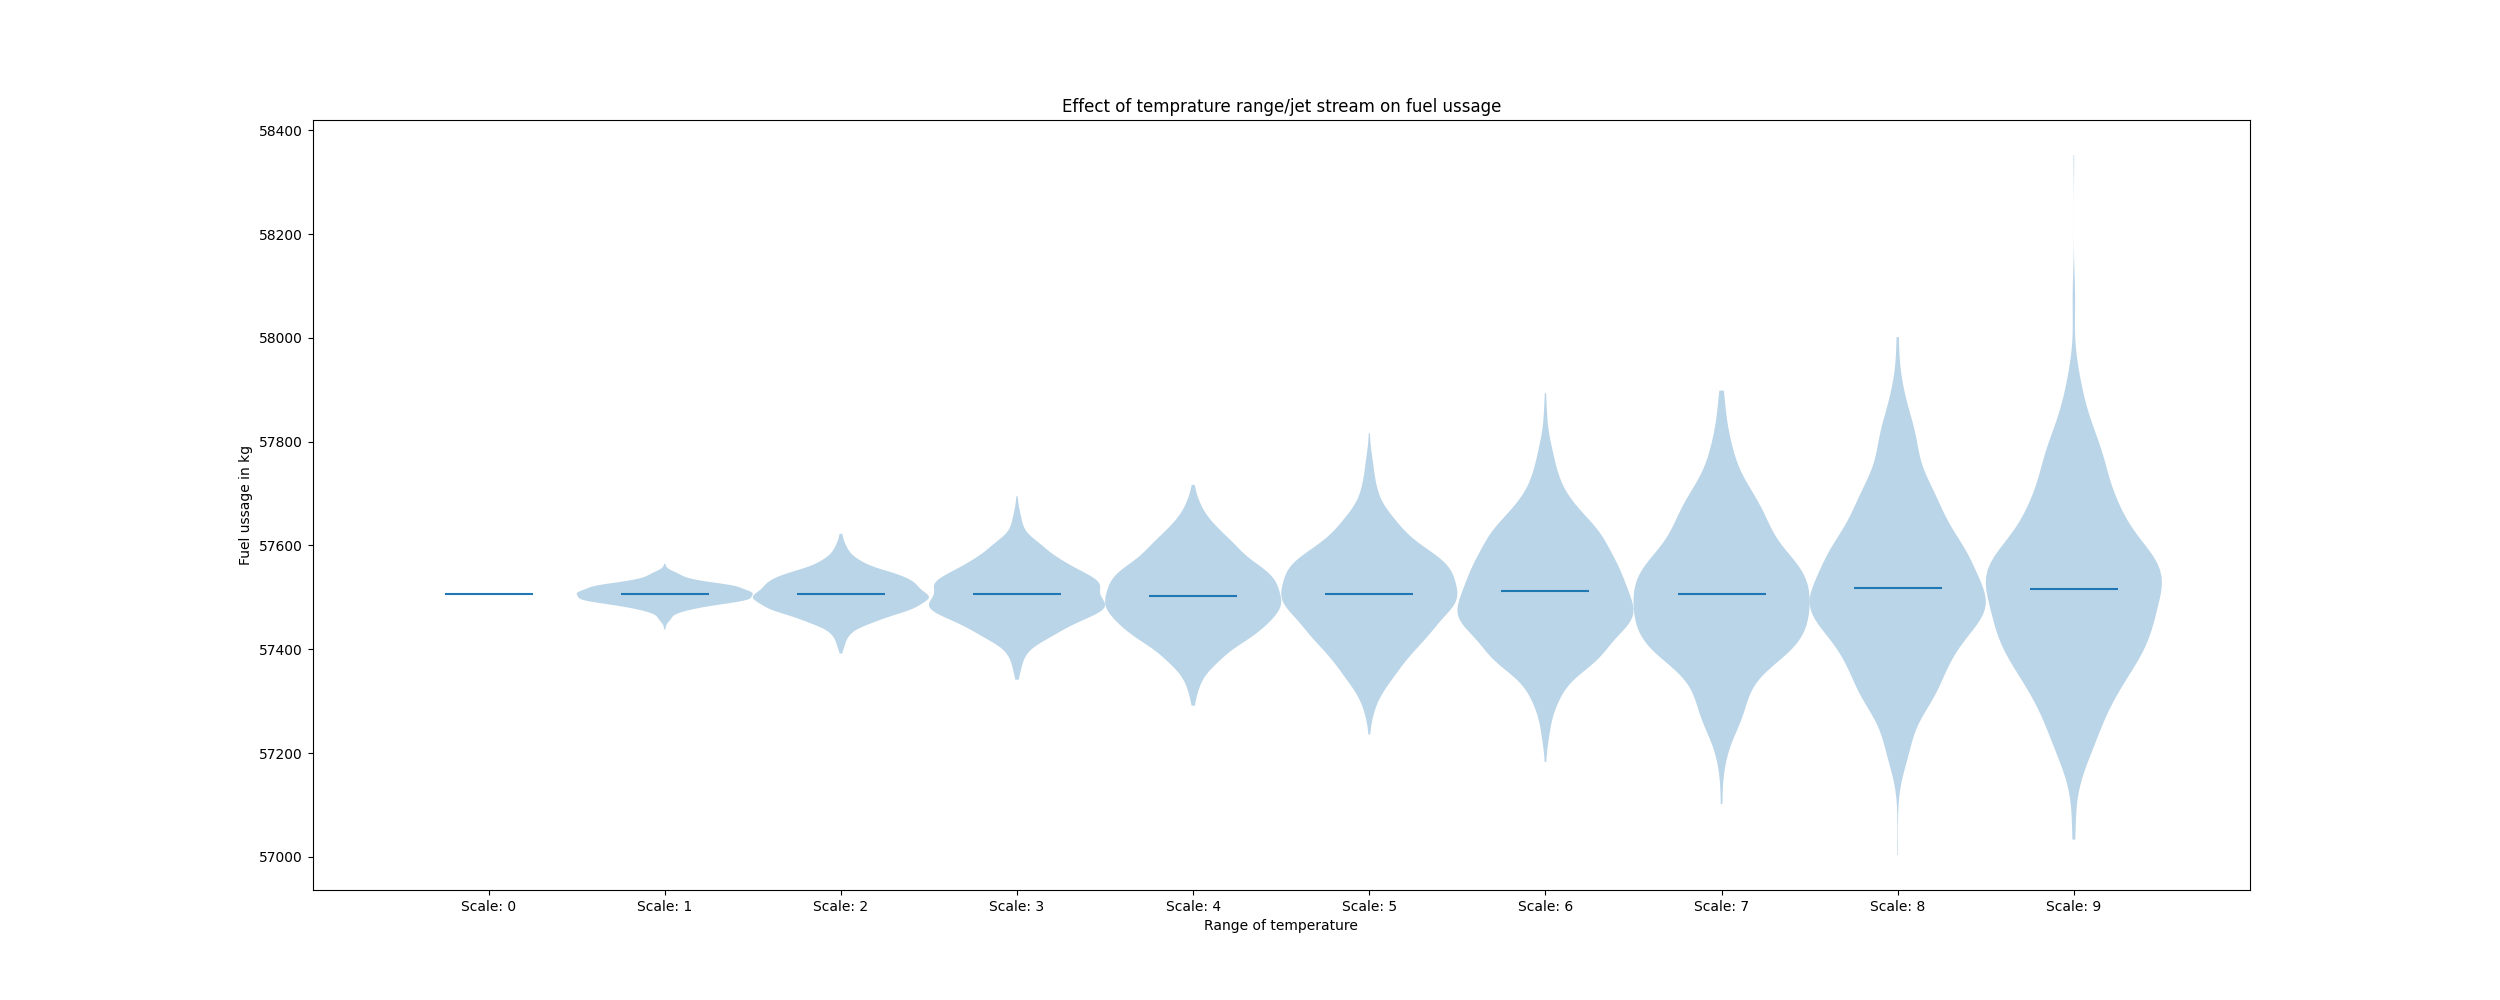 Effect of temprature range/jet stream on fuel ussage
58400
58200
58000
57800
57600
57400
57200
57000
Fuel ussage in kg
Scale: 0 Scale: 1 Scale: 2 Scale: 3 Scale: 4 Scale: 5 Scale: 6 Scale: 7 Scale: 8 Scale: 9
Range of temperature